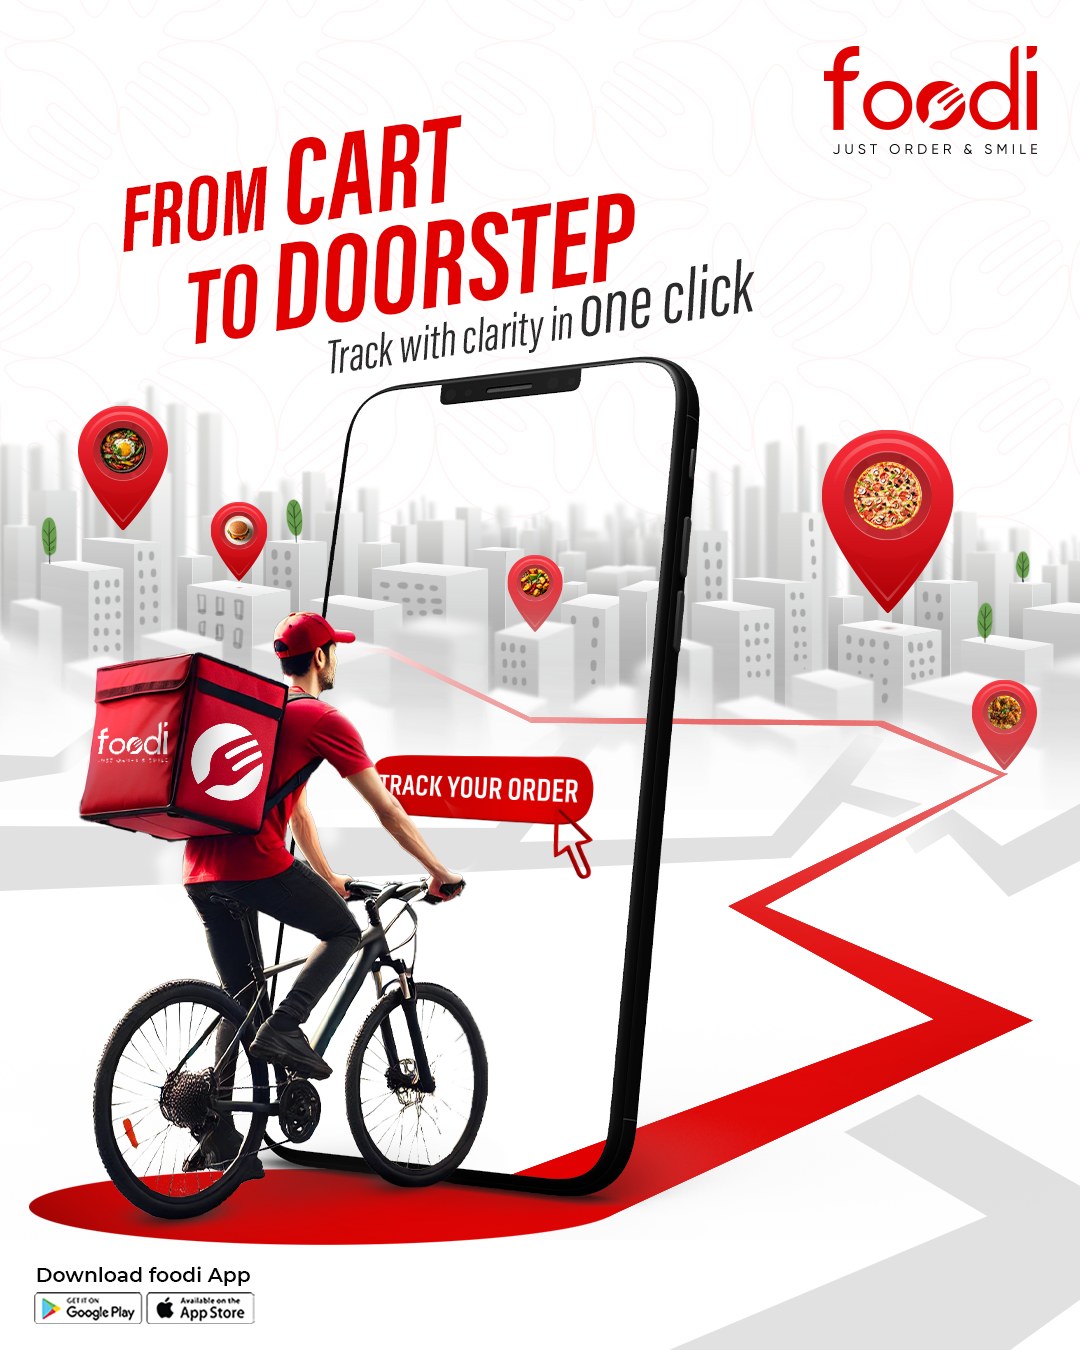 foodi
JUST ORDER & SMILE
FROM CART
TO DOORSTEP
Track with clarity in one click
foodi
TRACK YOUR ORDER
Download foodi App
GET IT ON
Google Play
Available on the
App Store